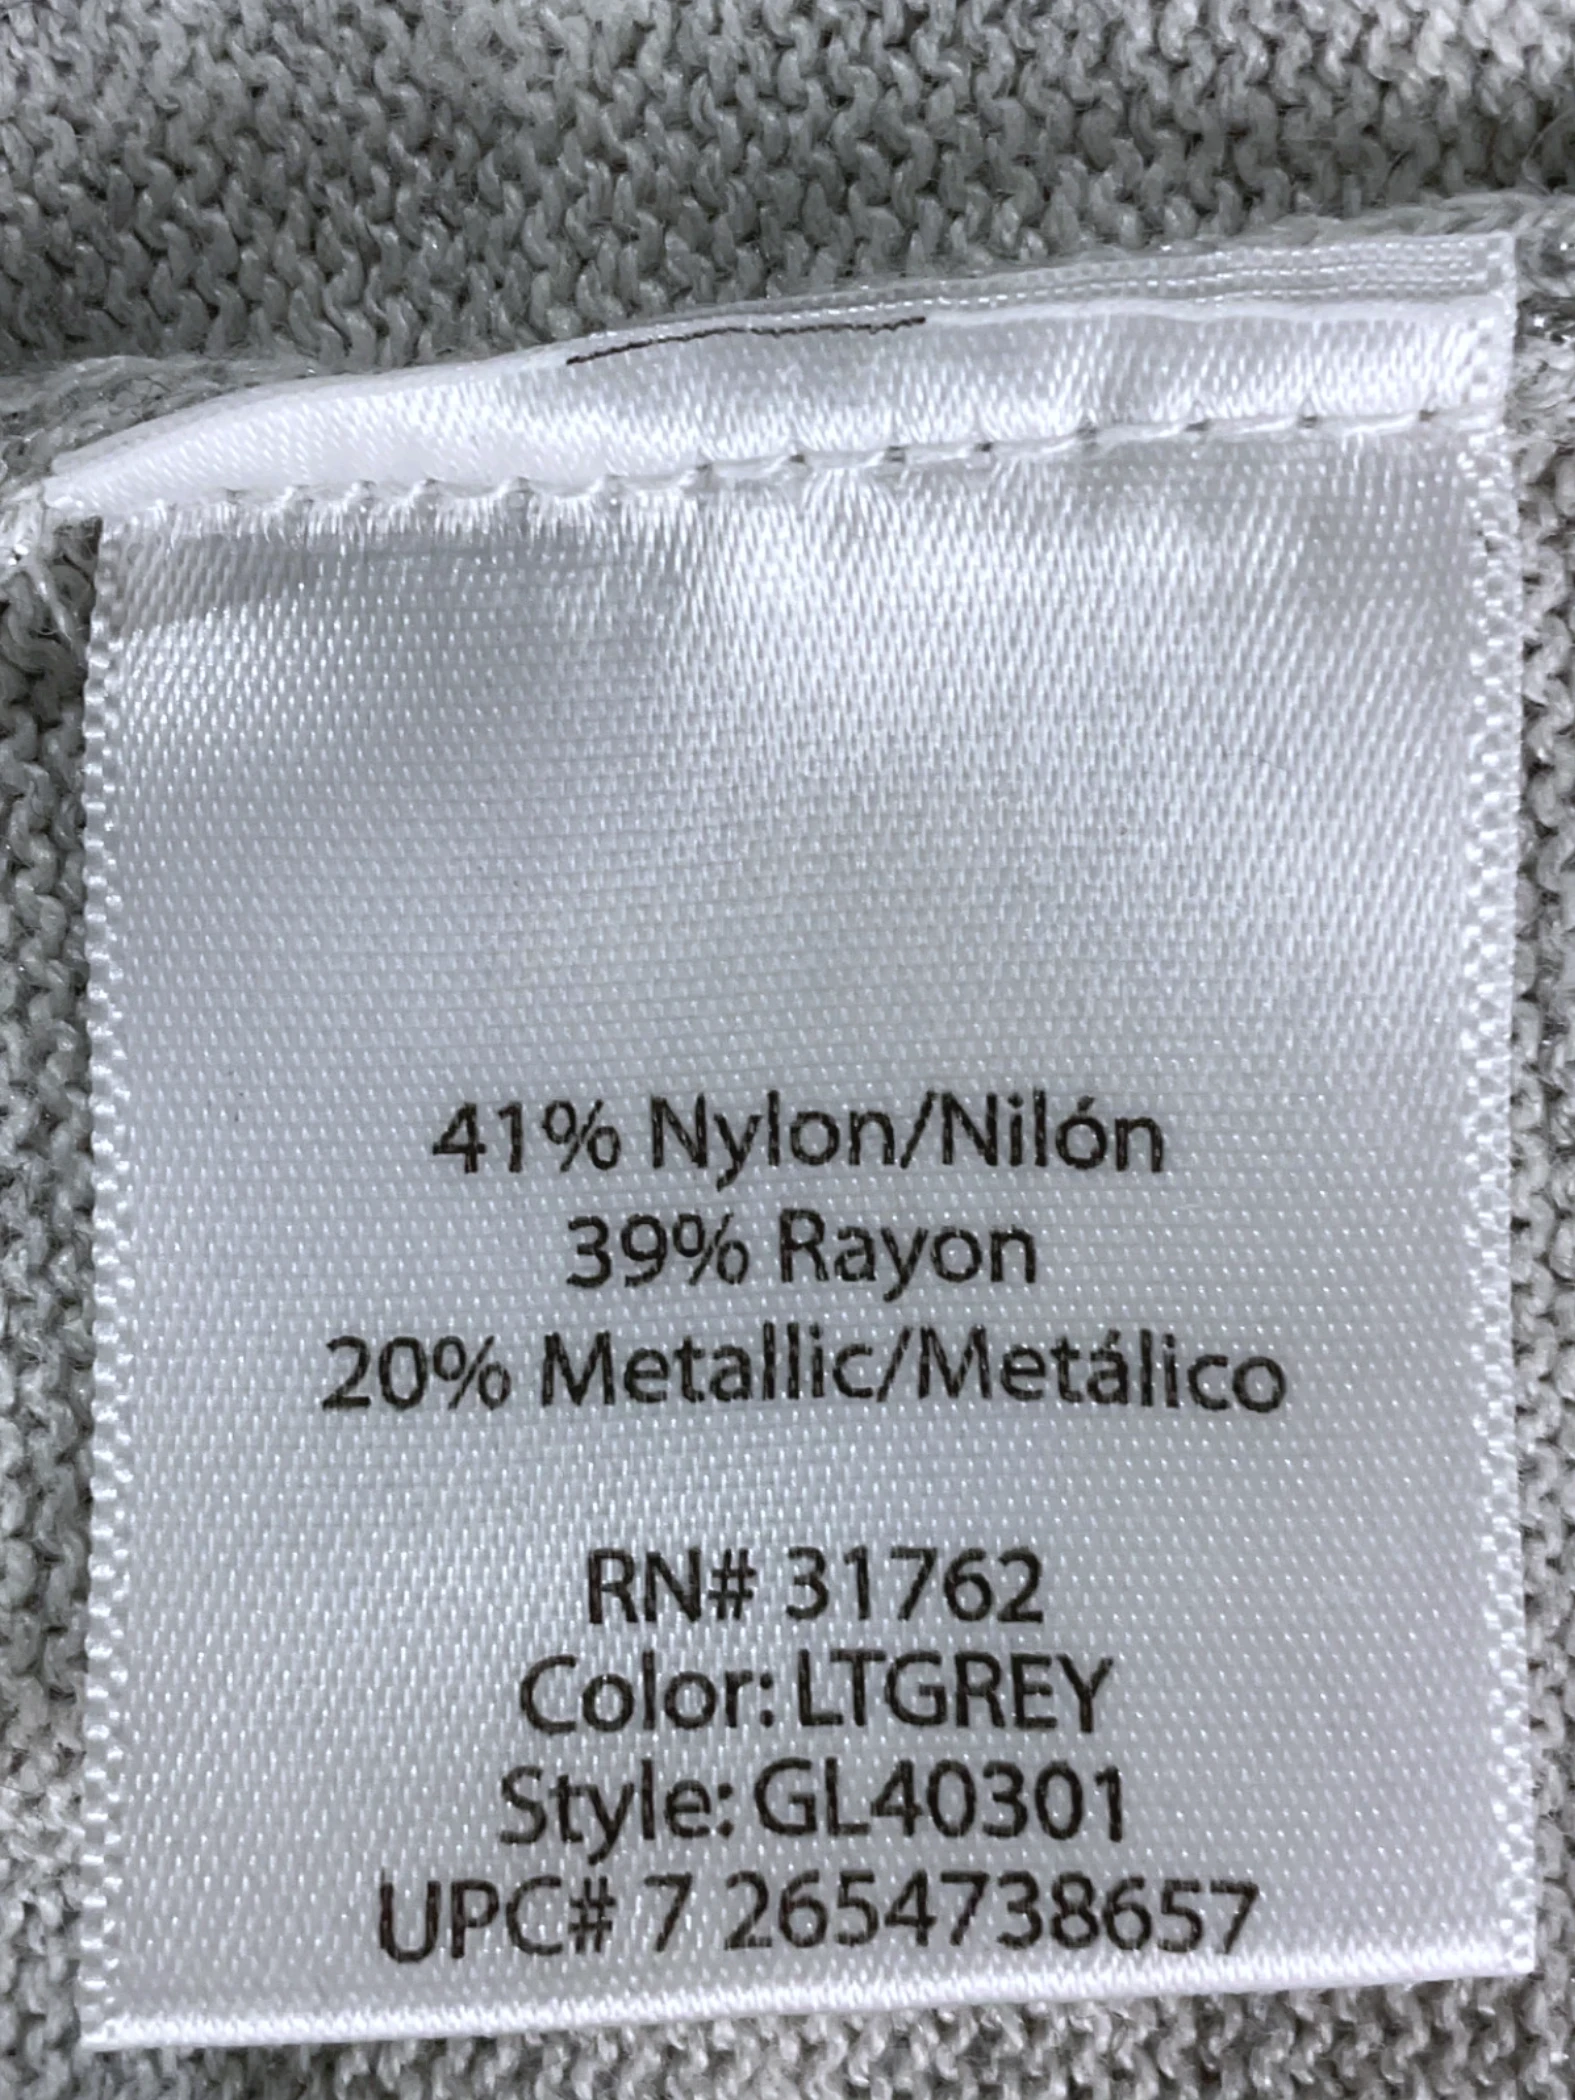 41% Nylon/Nilón
39% Rayon
20% Metallic/Metálico
RN# 31762
Color: LTGREY
Style: GL40301
UPC# 7 2654738657